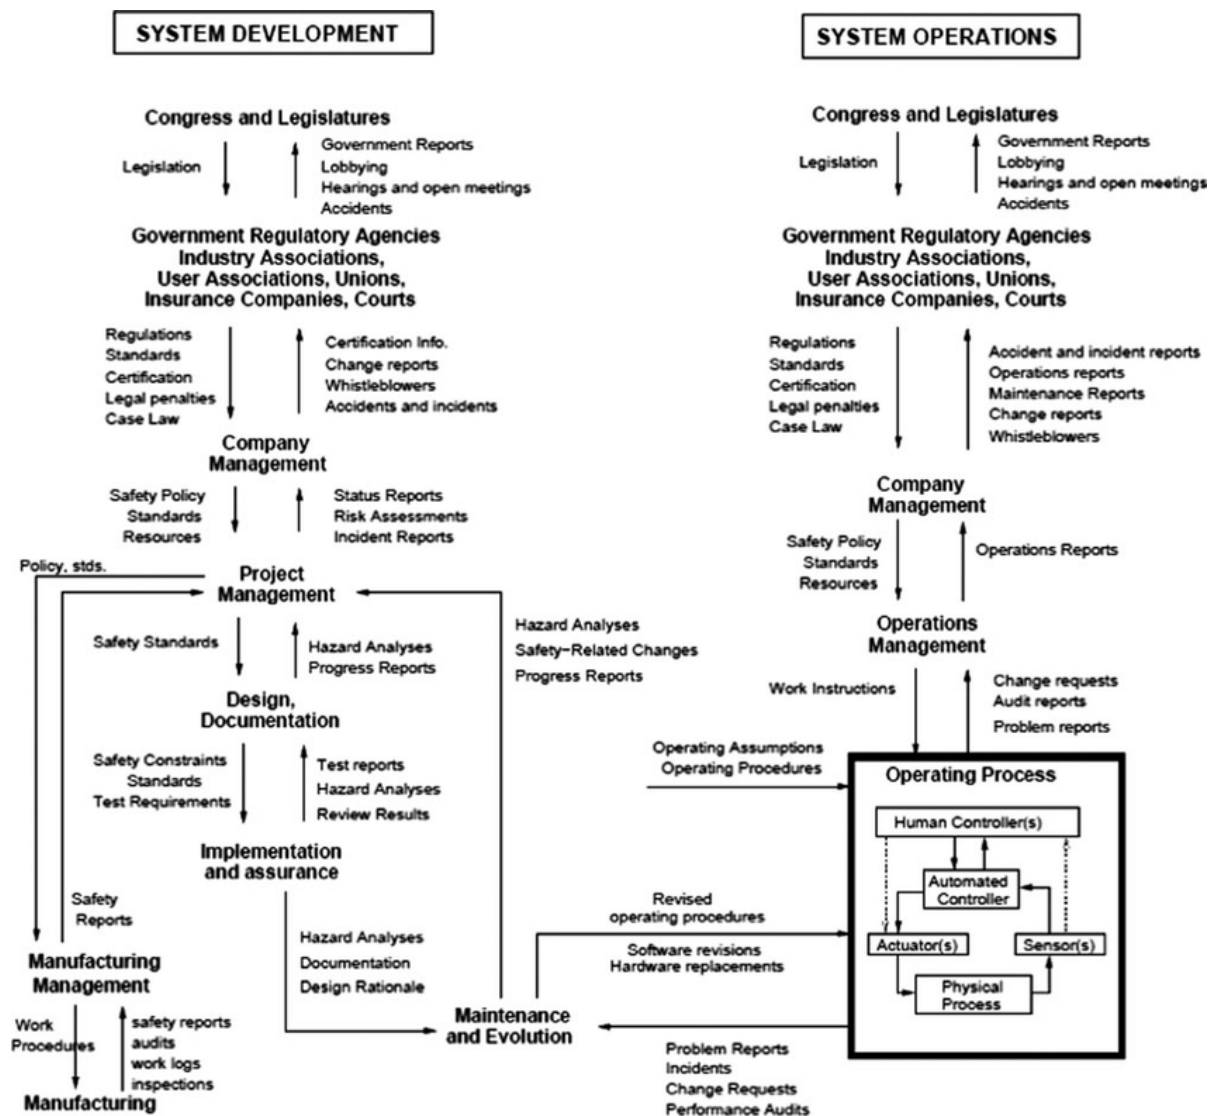 SYSTEM DEVELOPMENT
Congress and Legislatures
Legislation
Government Reports
Lobbying
Hearings and open meetings
Accidents
Government Regulatory Agencies
Industry Associations,
User Associations, Unions,
Insurance Companies, Courts
Regulations
Standards
Certification
Legal penalties
Case Law
Certification Info.
Change reports
Whistleblowers
Accidents and incidents
Company
Management
Safety Policy
Standards
Resources
Status Reports
Risk Assessments
Incident Reports
Policy, stds.
Project
Management
Safety Standards
Hazard Analyses
Progress Reports
Hazard Analyses
Safety-Related Changes
Progress Reports
Design,
Documentation
Safety Constraints
Standards
Test Requirements
Test reports
Hazard Analyses
Review Results
Implementation
and assurance
Safety
Reports
Hazard Analyses
Documentation
Design Rationale
Manufacturing
Management
Work
Procedures
safety reports
audits
work logs
inspections
Manufacturing
Maintenance
and Evolution
SYSTEM OPERATIONS
Congress and Legislatures
Legislation
Government Reports
Lobbying
Hearings and open meetings
Accidents
Government Regulatory Agencies
Industry Associations,
User Associations, Unions,
Insurance Companies, Courts
Regulations
Standards
Certification
Legal penalties
Case Law
Accident and incident reports
Operations reports
Maintenance Reports
Change reports
Whistleblowers
Company
Management
Safety Policy
Standards
Resources
Operations Reports
Operations
Management
Work Instructions
Change requests
Audit reports
Problem reports
Operating Assumptions
Operating Procedures
Operating Process
Human Controller(s)
Automated
Controller
Actuator(s)
Sensor(s)
Physical
Process
Revised
operating procedures
Software revisions
Hardware replacements
Problem Reports
Incidents
Change Requests
Performance Audits